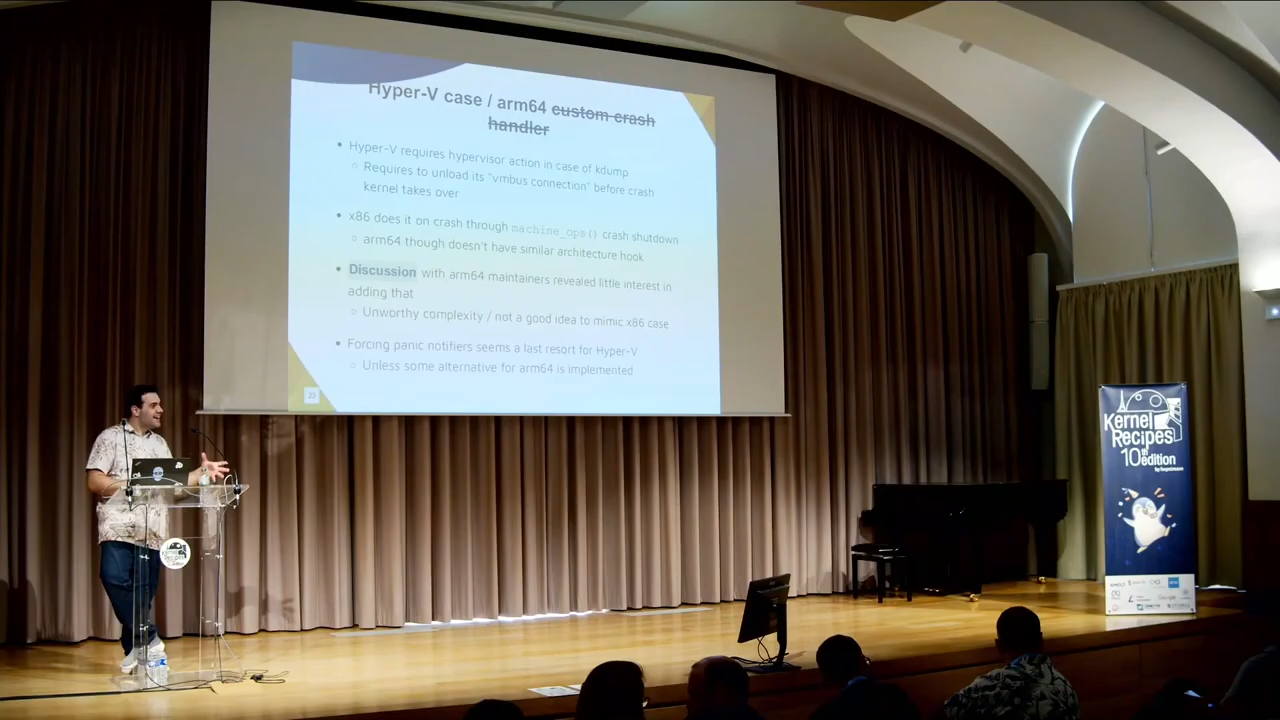 Hyper-V case / arm64 custom crash
handler
• Hyper-V requires hypervisor action in case of kdump
○ Requires to unload its "vmbus connection" before crash
kernel takes over
• x86 does it on crash through machine_ops() crash shutdown
○ arm64 though doesn't have similar architecture hook
• Discussion with arm64 maintainers revealed little interest in
adding that
○ Unworthy complexity / not a good idea to mimic x86 case
• Forcing panic notifiers seems a last resort for Hyper-V
○ Unless some alternative for arm64 is implemented
23
Kernel
Recipes
10th edition
Kernel
Recipes